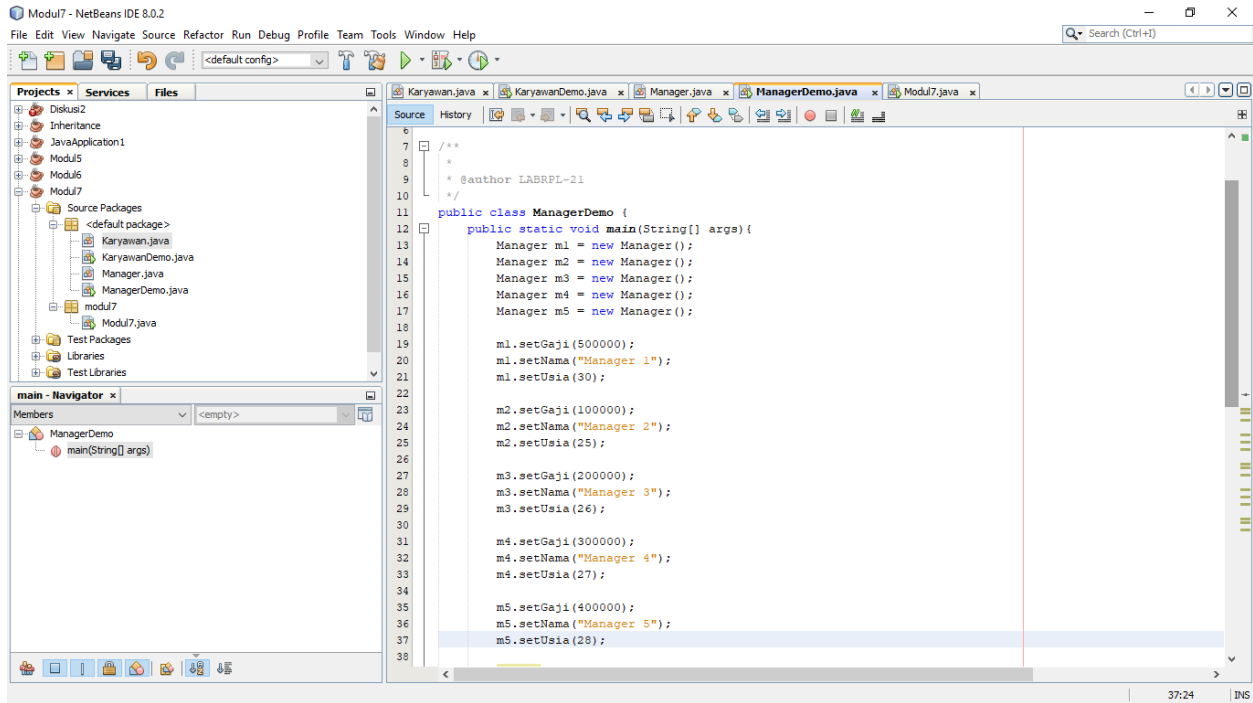 Modul7 - NetBeans IDE 8.0.2
File Edit View Navigate Source Refactor Run Debug Profile Team Tools Window Help
Search (Ctrl+I)
<default config>
Projects Services Files
Diskusi2
Inheritance
JavaApplication1
Modul5
Modul6
Modul7
Source Packages
<default package>
Karyawan.java
KaryawanDemo.java
Manager.java
ManagerDemo.java
modul7
Modul7.java
Test Packages
Libraries
Test Libraries
main - Navigator
Members <empty>
ManagerDemo
main(String[] args)
Karyawan.java KaryawanDemo.java Manager.java ManagerDemo.java Modul7.java
Source History
6
7 /**
8 *
9 * @author LABRPL-21
10 */
11 public class ManagerDemo {
12 public static void main(String[] args){
13 Manager m1 = new Manager();
14 Manager m2 = new Manager();
15 Manager m3 = new Manager();
16 Manager m4 = new Manager();
17 Manager m5 = new Manager();
18
19 m1.setGaji(500000);
20 m1.setNama("Manager 1");
21 m1.setUsia(30);
22
23 m2.setGaji(100000);
24 m2.setNama("Manager 2");
25 m2.setUsia(25);
26
27 m3.setGaji(200000);
28 m3.setNama("Manager 3");
29 m3.setUsia(26);
30
31 m4.setGaji(300000);
32 m4.setNama("Manager 4");
33 m4.setUsia(27);
34
35 m5.setGaji(400000);
36 m5.setNama("Manager 5");
37 m5.setUsia(28);
38
37:24 INS